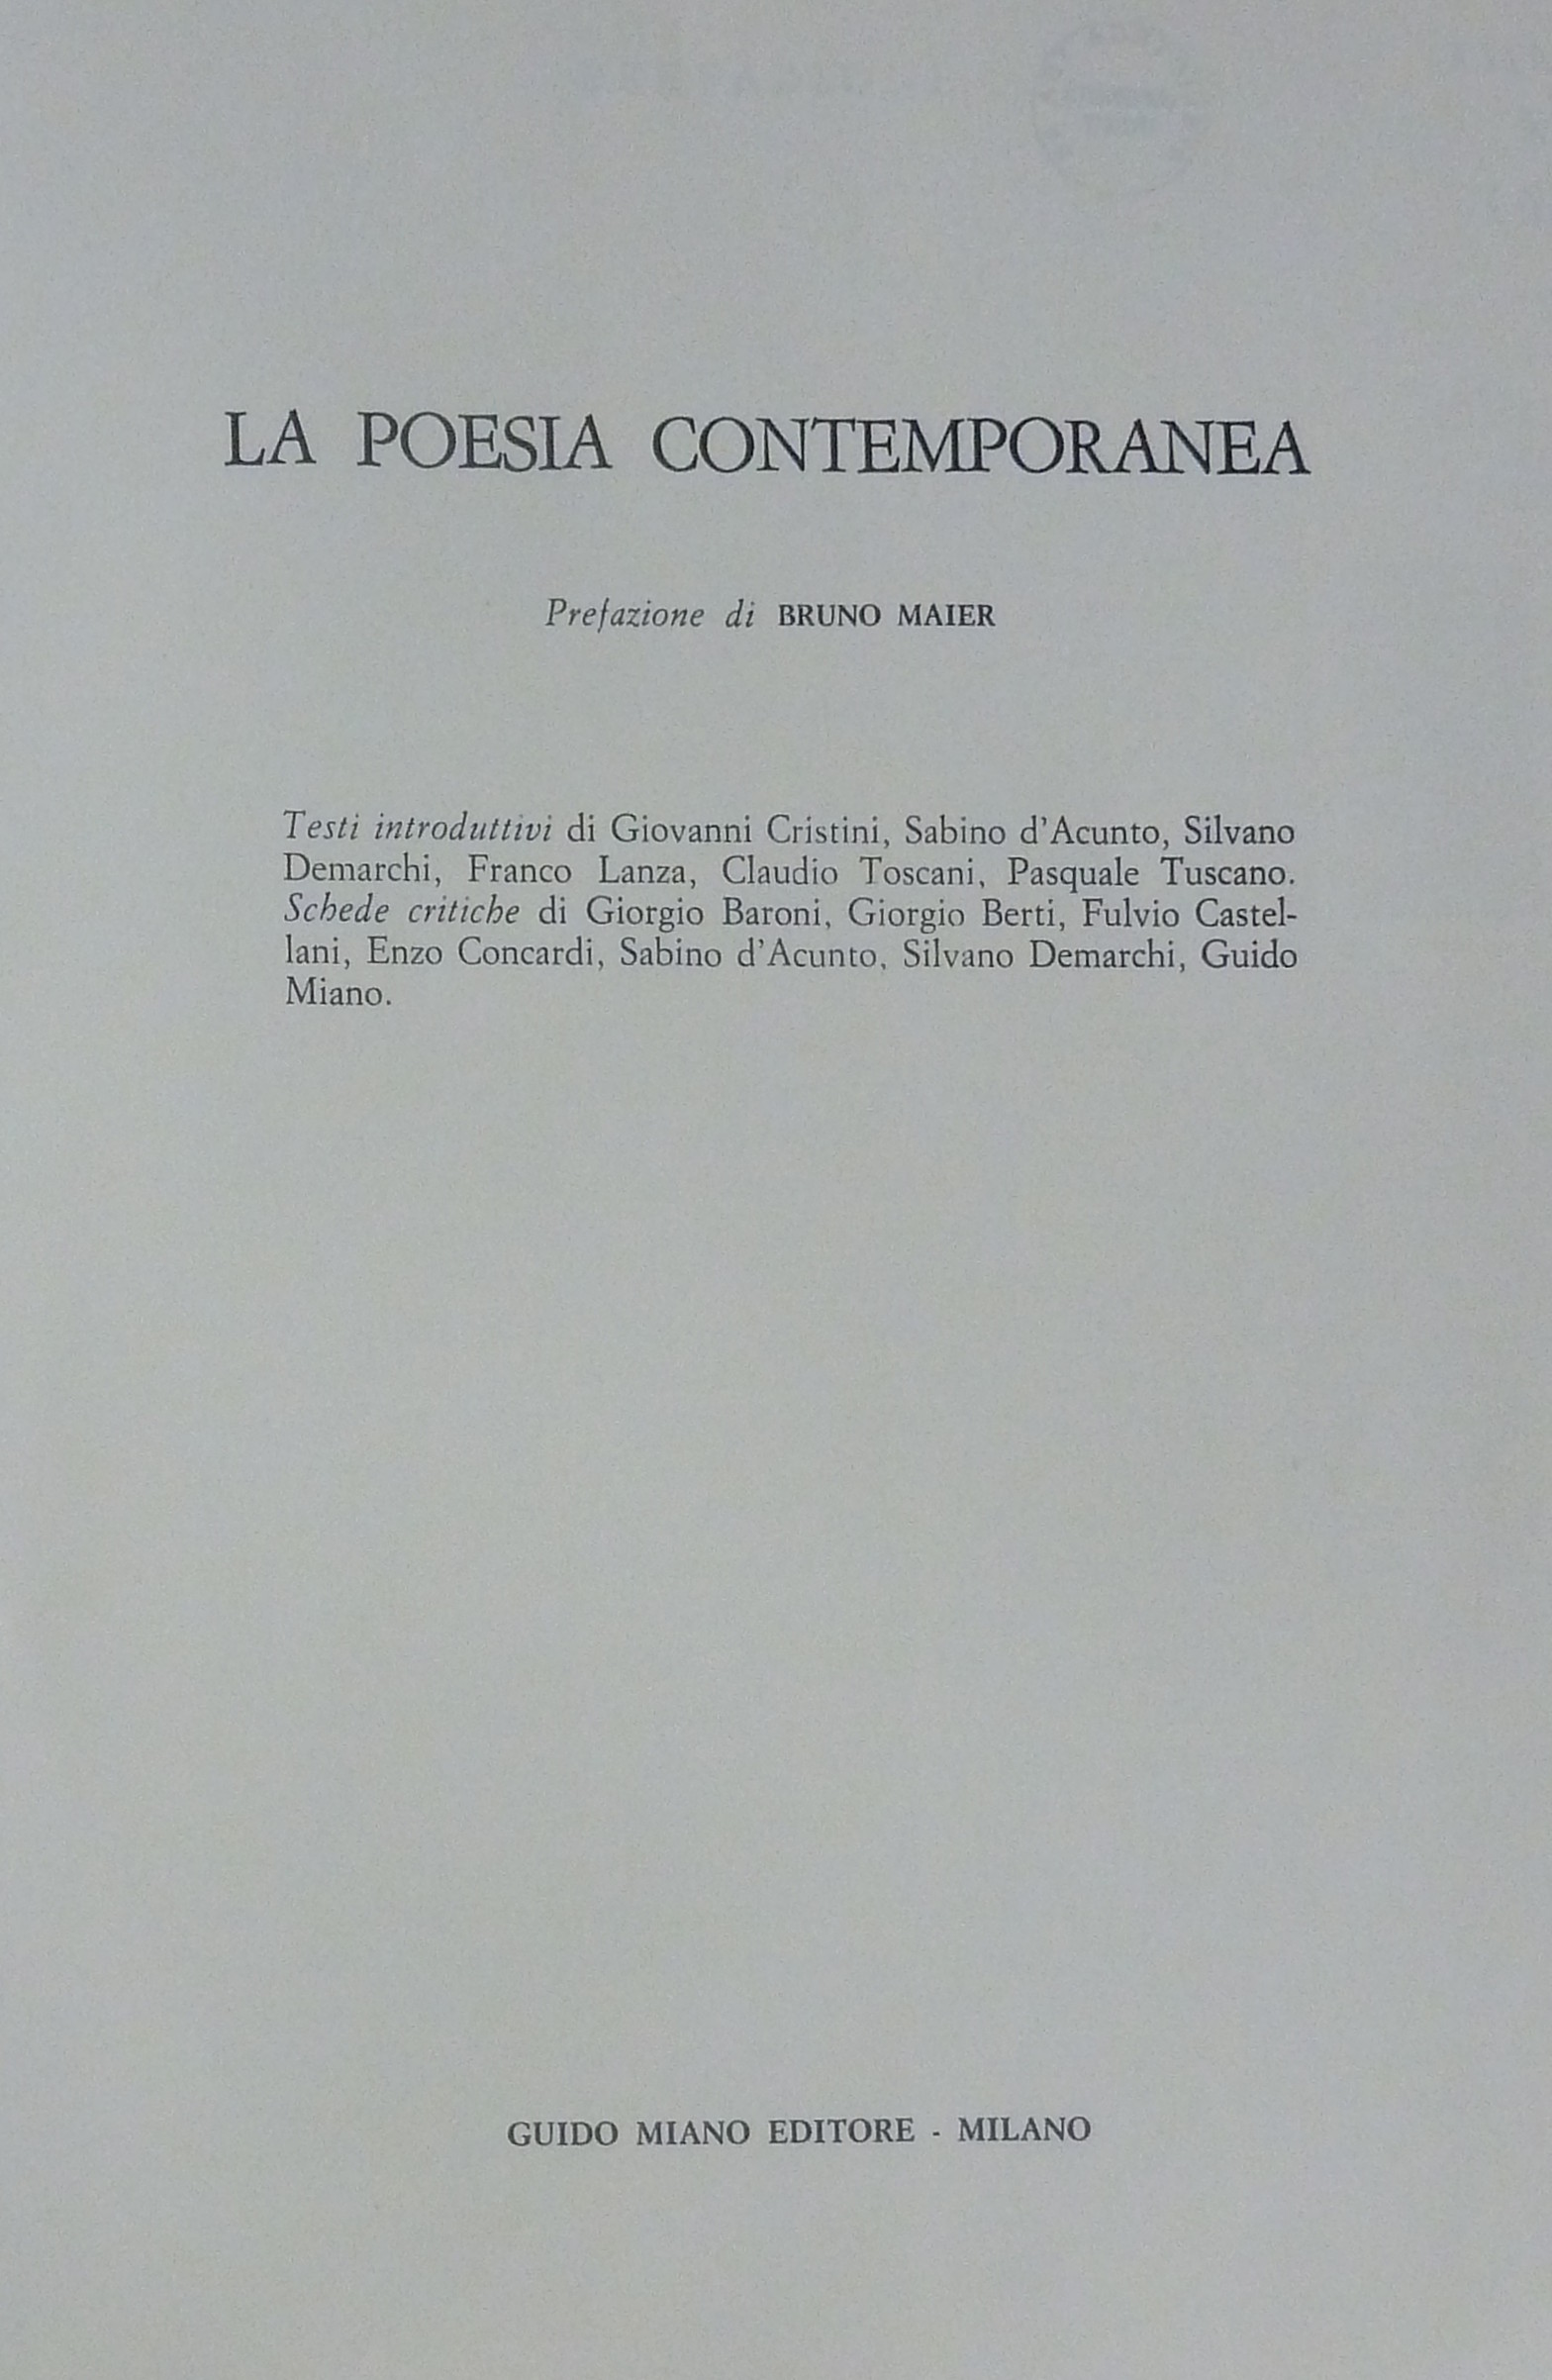 LA POESIA CONTEMPORANEA
Prefazione di BRUNO MAIER
Testi introduttivi di Giovanni Cristini, Sabino d'Acunto, Silvano
Demarchi, Franco Lanza, Claudio Toscani, Pasquale Tuscano.
Schede critiche di Giorgio Baroni, Giorgio Berti, Fulvio Castel-
lani, Enzo Concardi, Sabino d'Acunto, Silvano Demarchi, Guido
Miano.
GUIDO MIANO EDITORE - MILANO